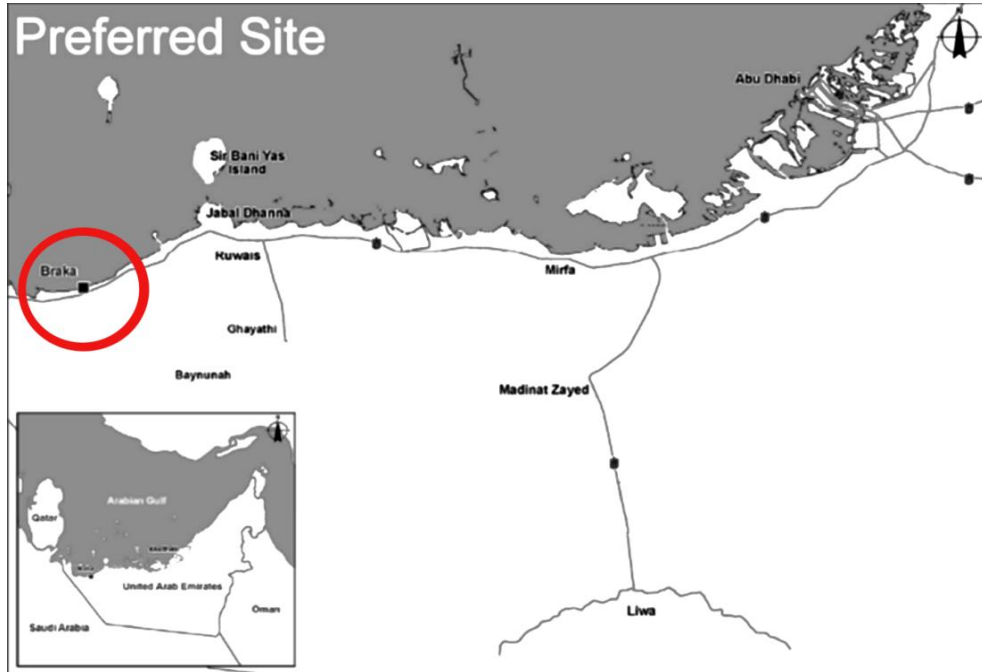 Preferred Site
N
Abu Dhabi
Sir Bani Yas
Island
Jabal Dhanna
Braka
Ruwais
Mirfa
Ghayathi
Baynunah
Madinat Zayed
Liwa
Arabian Gulf
Qatar
United Arab Emirates
Oman
Saudi Arabia